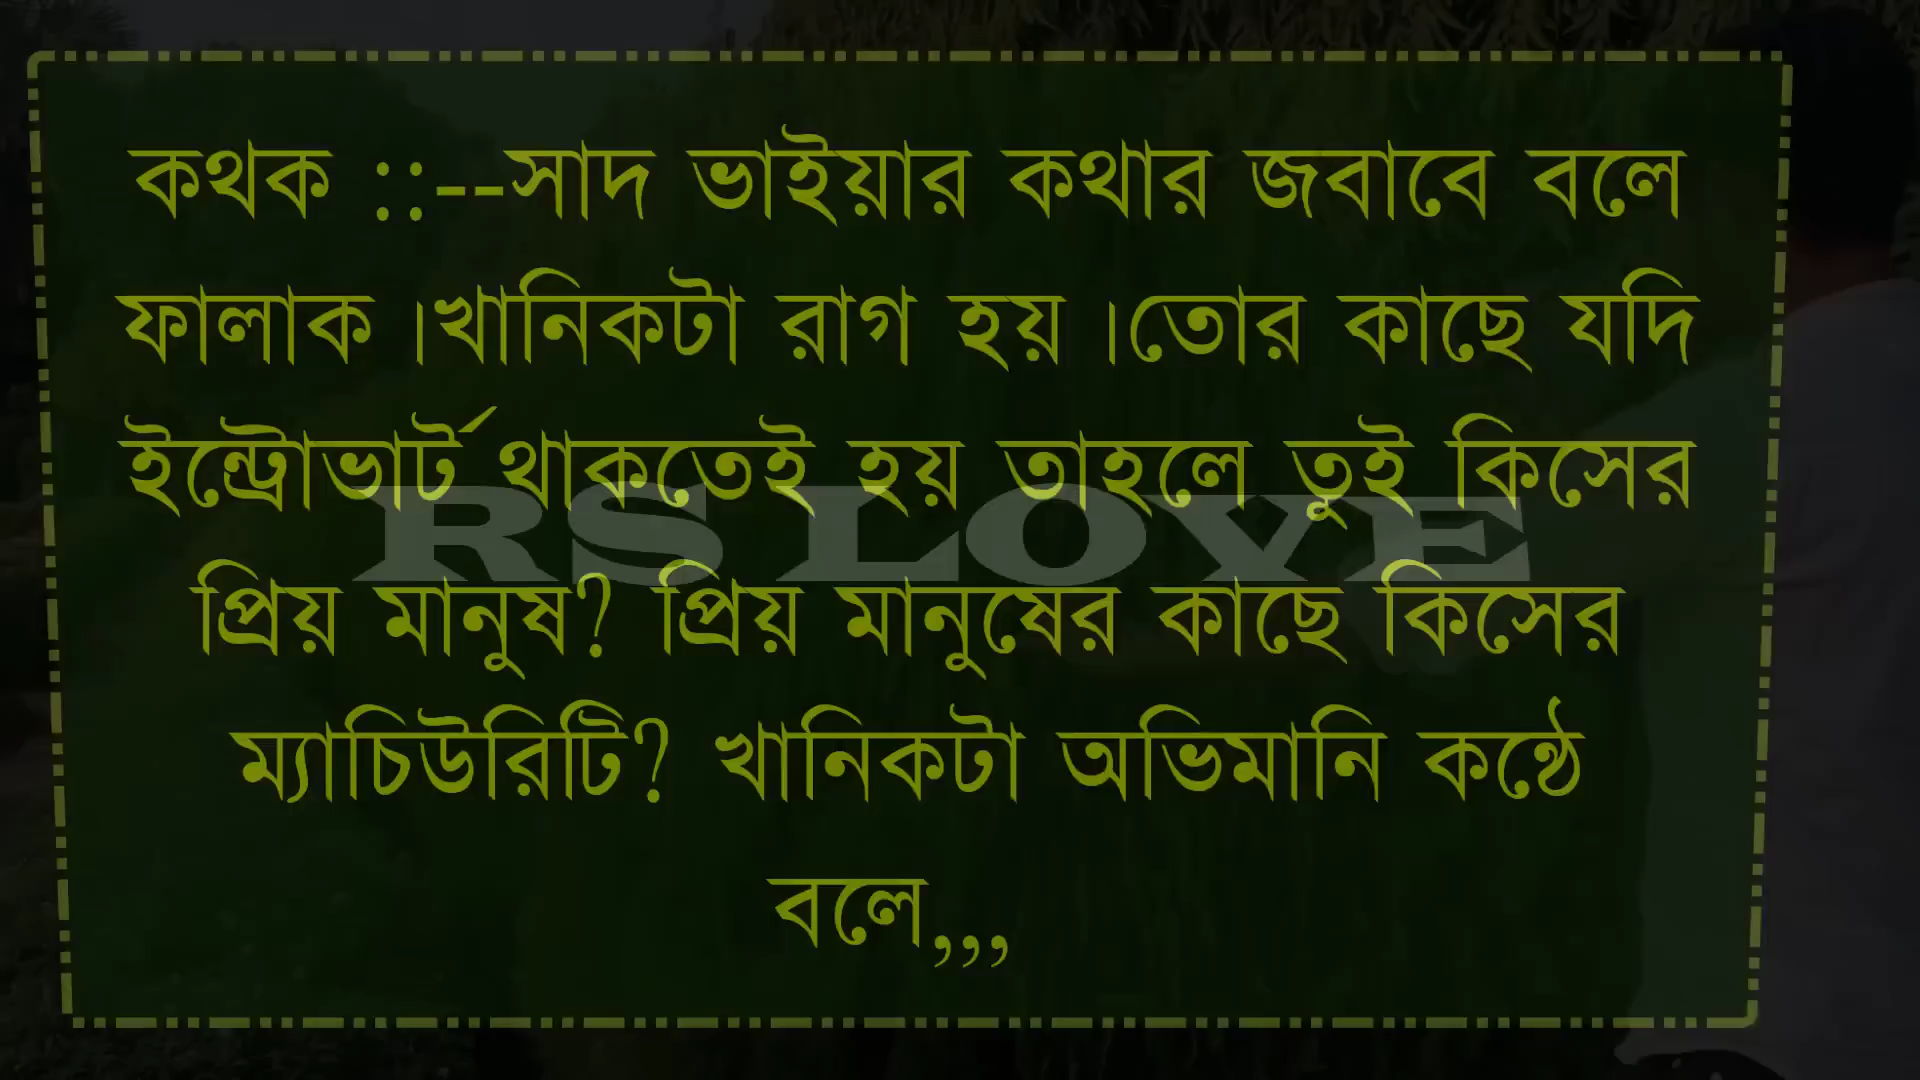 কথক ::--সাদ ভাইয়ার কথার জবাবে বলে
ফালাক ।খানিকটা রাগ হয় ।তোর কাছে যদি
ইন্ট্রোভার্ট থাকতেই হয় তাহলে তুই কিসের
RS LOVE
প্রিয় মানুষ? প্রিয় মানুষের কাছে কিসের
ম্যাচিউরিটি? খানিকটা অভিমানি কন্ঠে
বলে,,,